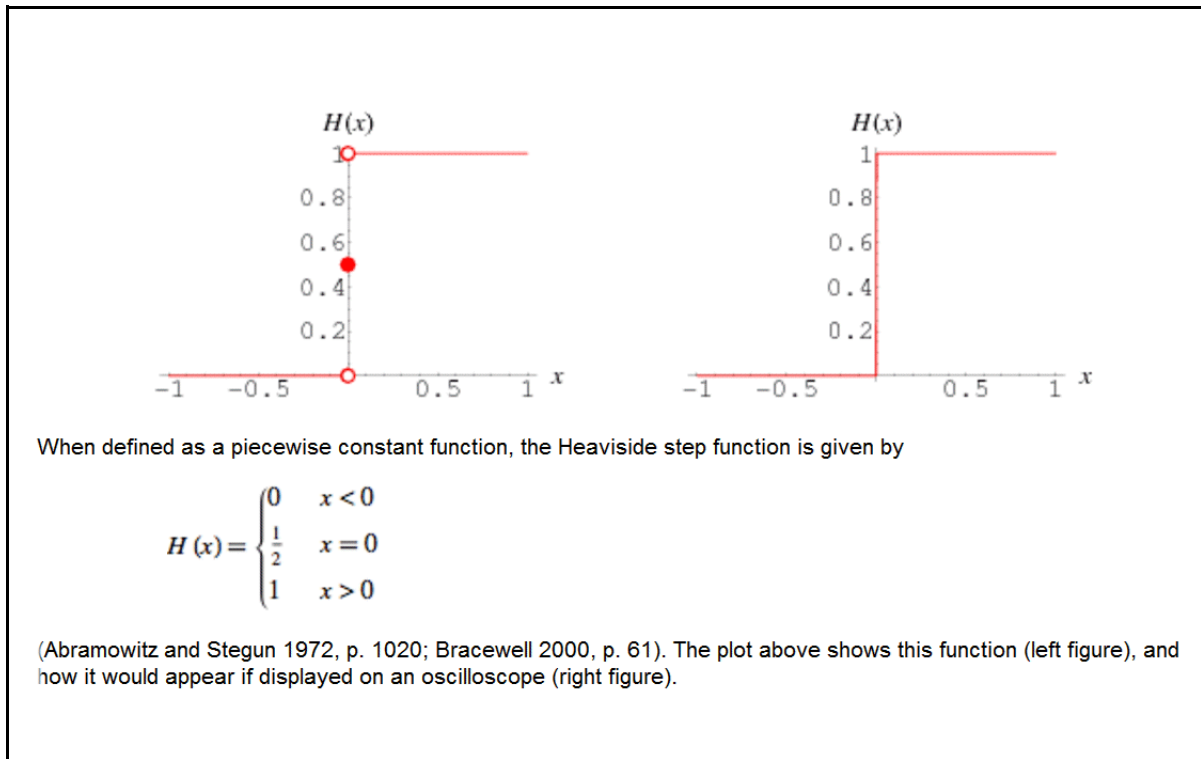 H(x)
1
0.8
0.6
0.4
0.2
-1 -0.5 0.5 1 x
H(x)
1
0.8
0.6
0.4
0.2
-1 -0.5 0.5 1 x
When defined as a piecewise constant function, the Heaviside step function is given by
0 x < 0
H (x) = { 1/2 x = 0
1 x > 0
(Abramowitz and Stegun 1972, p. 1020; Bracewell 2000, p. 61). The plot above shows this function (left figure), and
how it would appear if displayed on an oscilloscope (right figure).